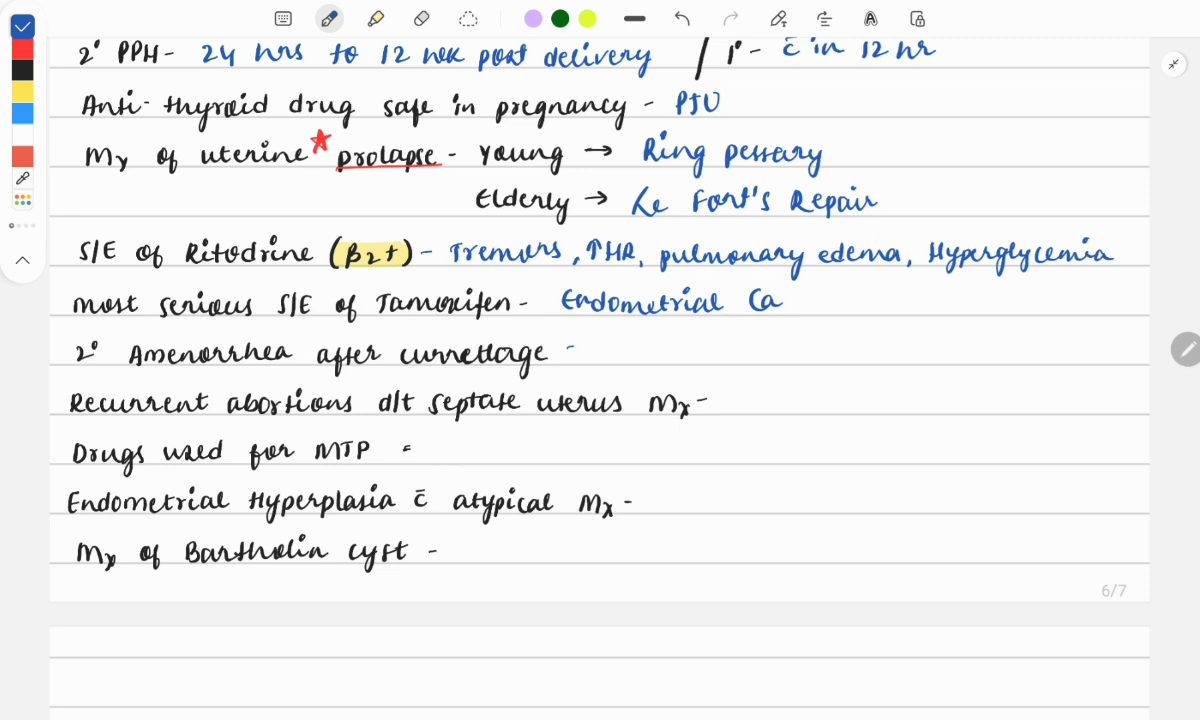 2° PPH - 24 hrs to 12 wek post delivery / 1° - c̄ in 12 hr
Anti-thyroid drug safe in pregnancy - PTU
Mx of uterine prolapse - Young → Ring pessary
Elderly → Le Fort's Repair
S/E of Ritodrine (β2+) - Tremors, ↑HR, pulmonary edema, Hyperglycemia
most serious S/E of Tamoxifen - Endometrial Ca
2° Amenorrhea after currettage -
Recurrent abortions d/t septate uterus Mx -
Drugs used for MTP =
Endometrial Hyperplasia c̄ atypical Mx -
Mx of Bartholin cyst -
6/7